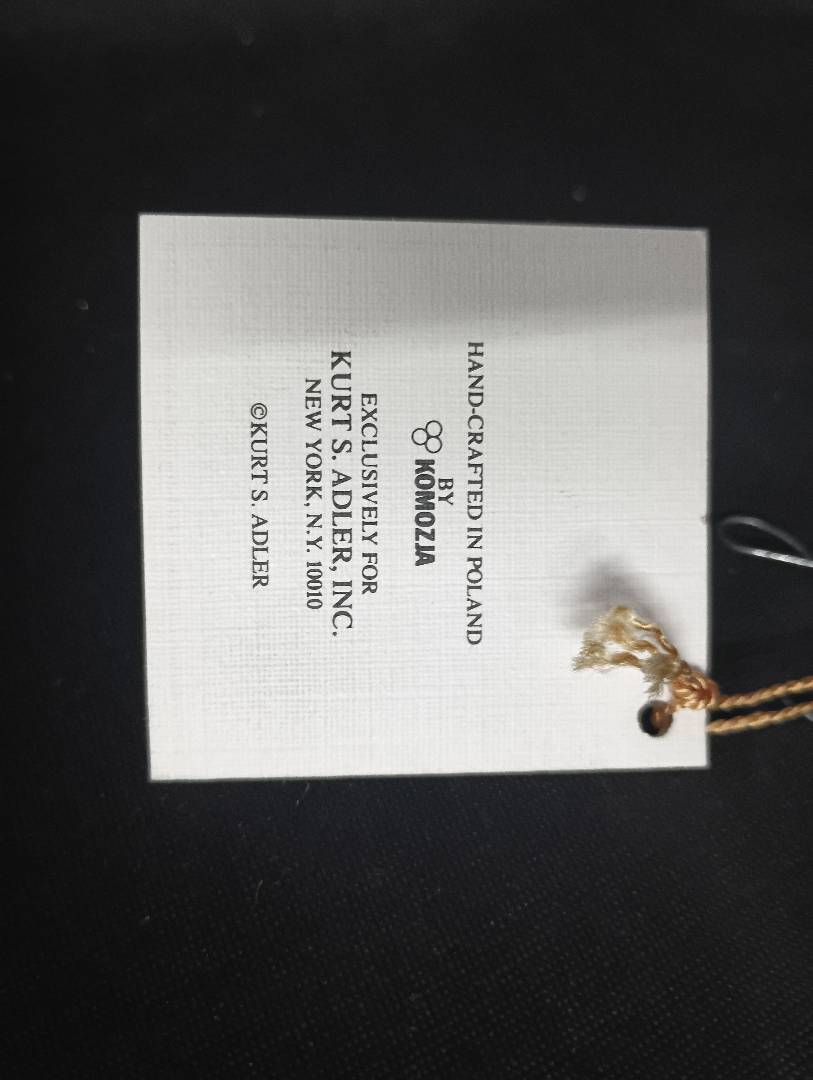 HAND-CRAFTED IN POLAND
BY
KOMOZJA
EXCLUSIVELY FOR
KURT S. ADLER, INC.
NEW YORK, N.Y. 10010
©KURT S. ADLER